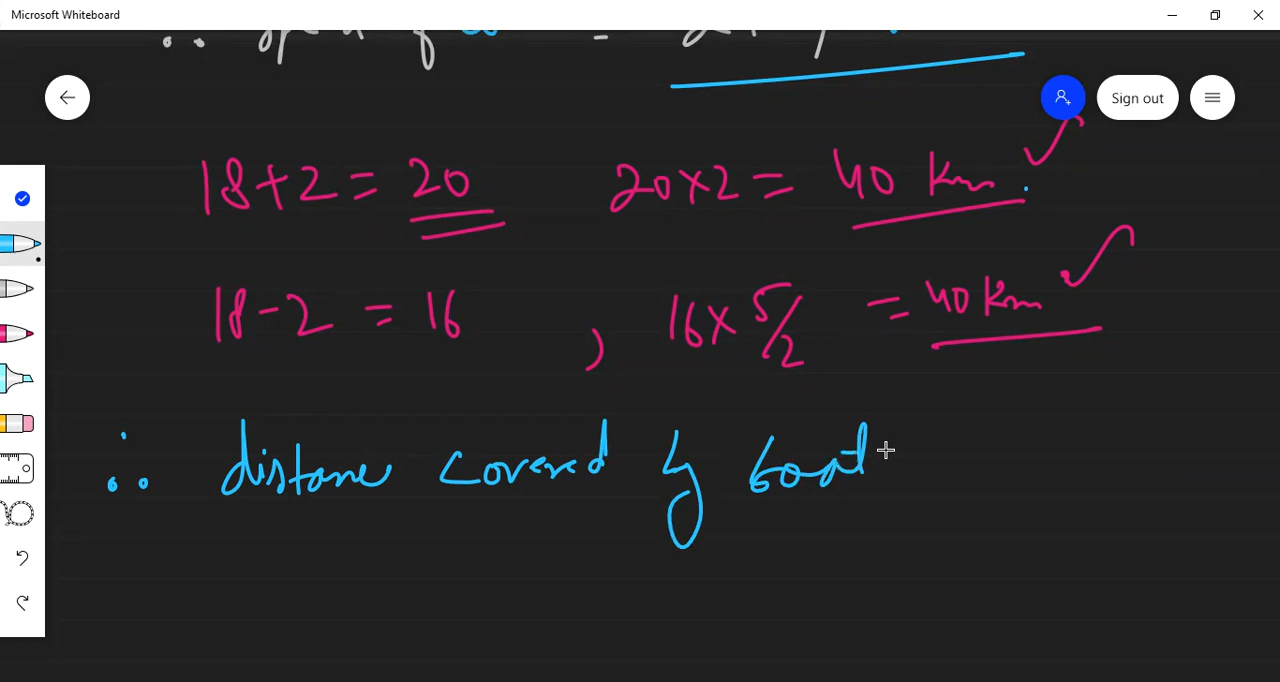 Microsoft Whiteboard
Sign out
18+2=20 20×2= 40 Km
18-2 = 16 , 16× 5/2 = 40 Km
∴ distane covered by boat